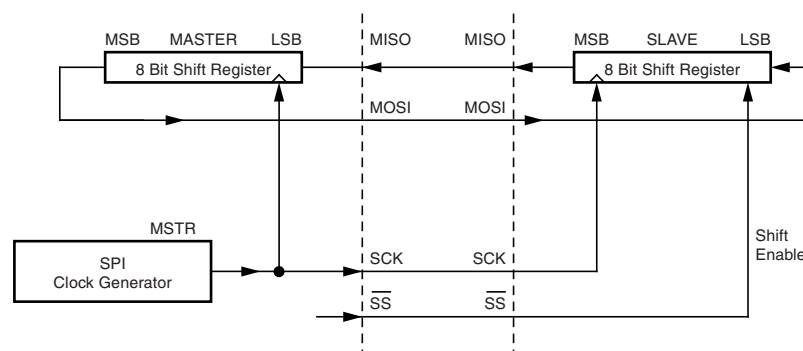 MSB MASTER LSB
8 Bit Shift Register
MISO MISO
MSB SLAVE LSB
8 Bit Shift Register
MOSI MOSI
MSTR
SPI
Clock Generator
SCK SCK
SS SS
Shift
Enable